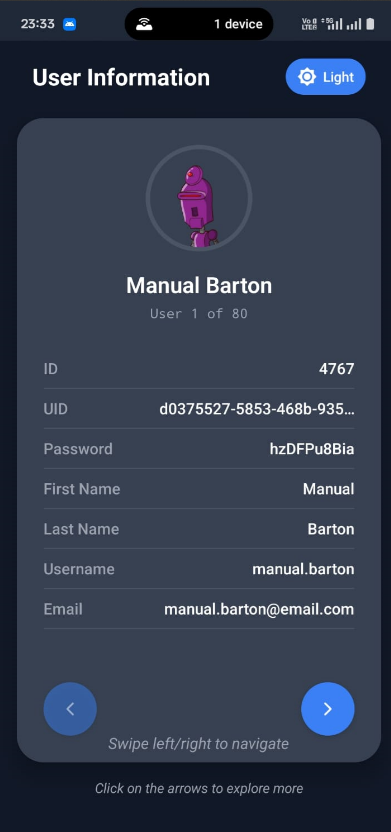 23:33
1 device
Vo
LTE
5G
User Information
Light
Manual Barton
User 1 of 80
ID 4767
UID d0375527-5853-468b-935…
Password hzDFPu8Bia
First Name Manual
Last Name Barton
Username manual.barton
Email manual.barton@email.com
Swipe left/right to navigate
Click on the arrows to explore more